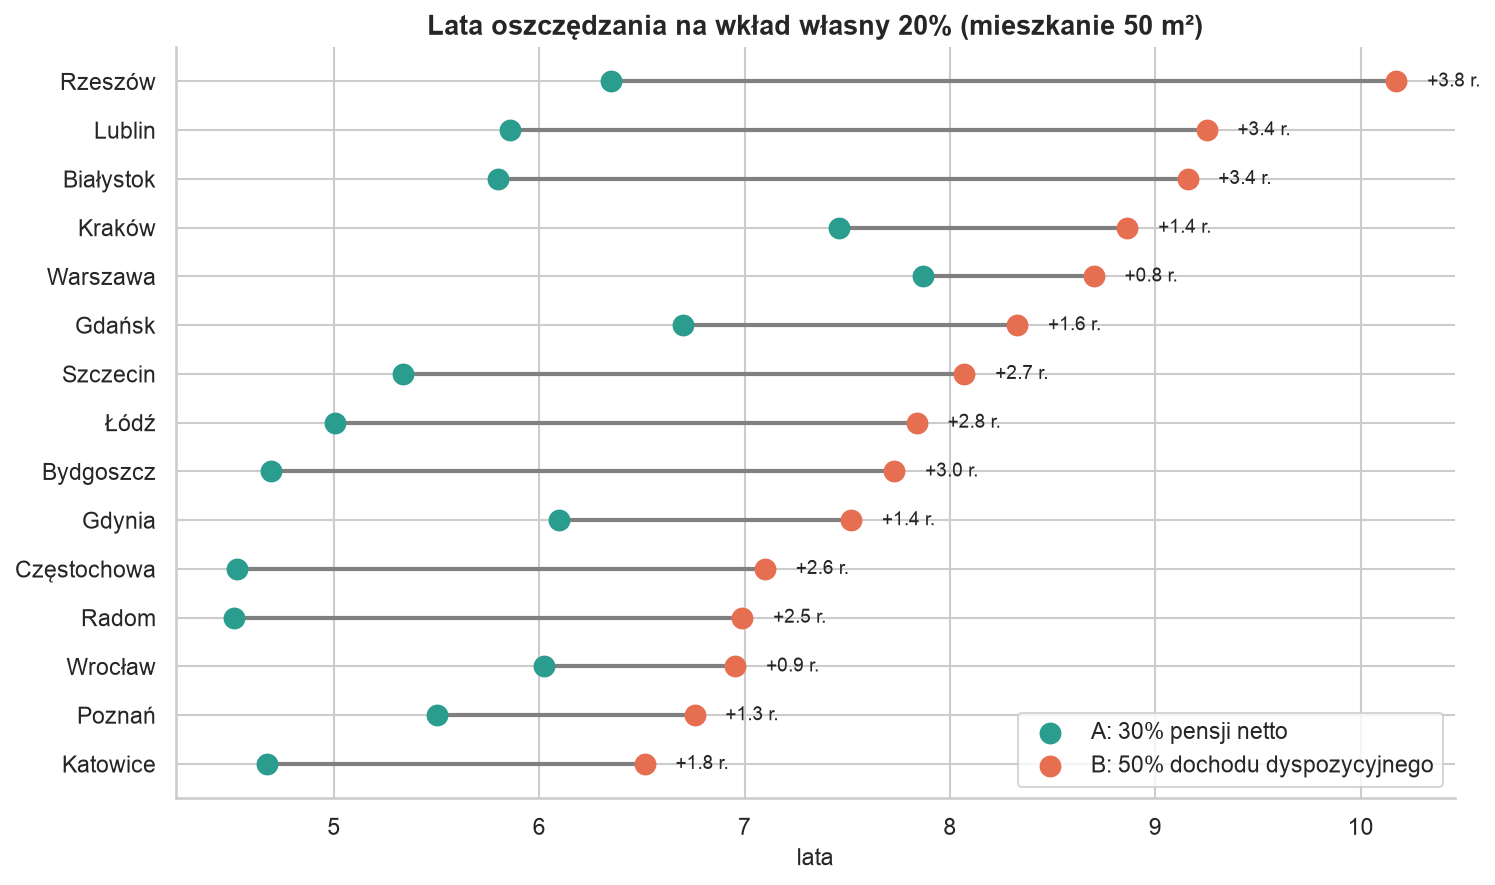 Lata oszczędzania na wkład własny 20% (mieszkanie 50 m²)
Rzeszów +3.8 r.
Lublin +3.4 r.
Białystok +3.4 r.
Kraków +1.4 r.
Warszawa +0.8 r.
Gdańsk +1.6 r.
Szczecin +2.7 r.
Łódź +2.8 r.
Bydgoszcz +3.0 r.
Gdynia +1.4 r.
Częstochowa +2.6 r.
Radom +2.5 r.
Wrocław +0.9 r.
Poznań +1.3 r.
Katowice +1.8 r.
A: 30% pensji netto
B: 50% dochodu dyspozycyjnego
5 6 7 8 9 10
lata